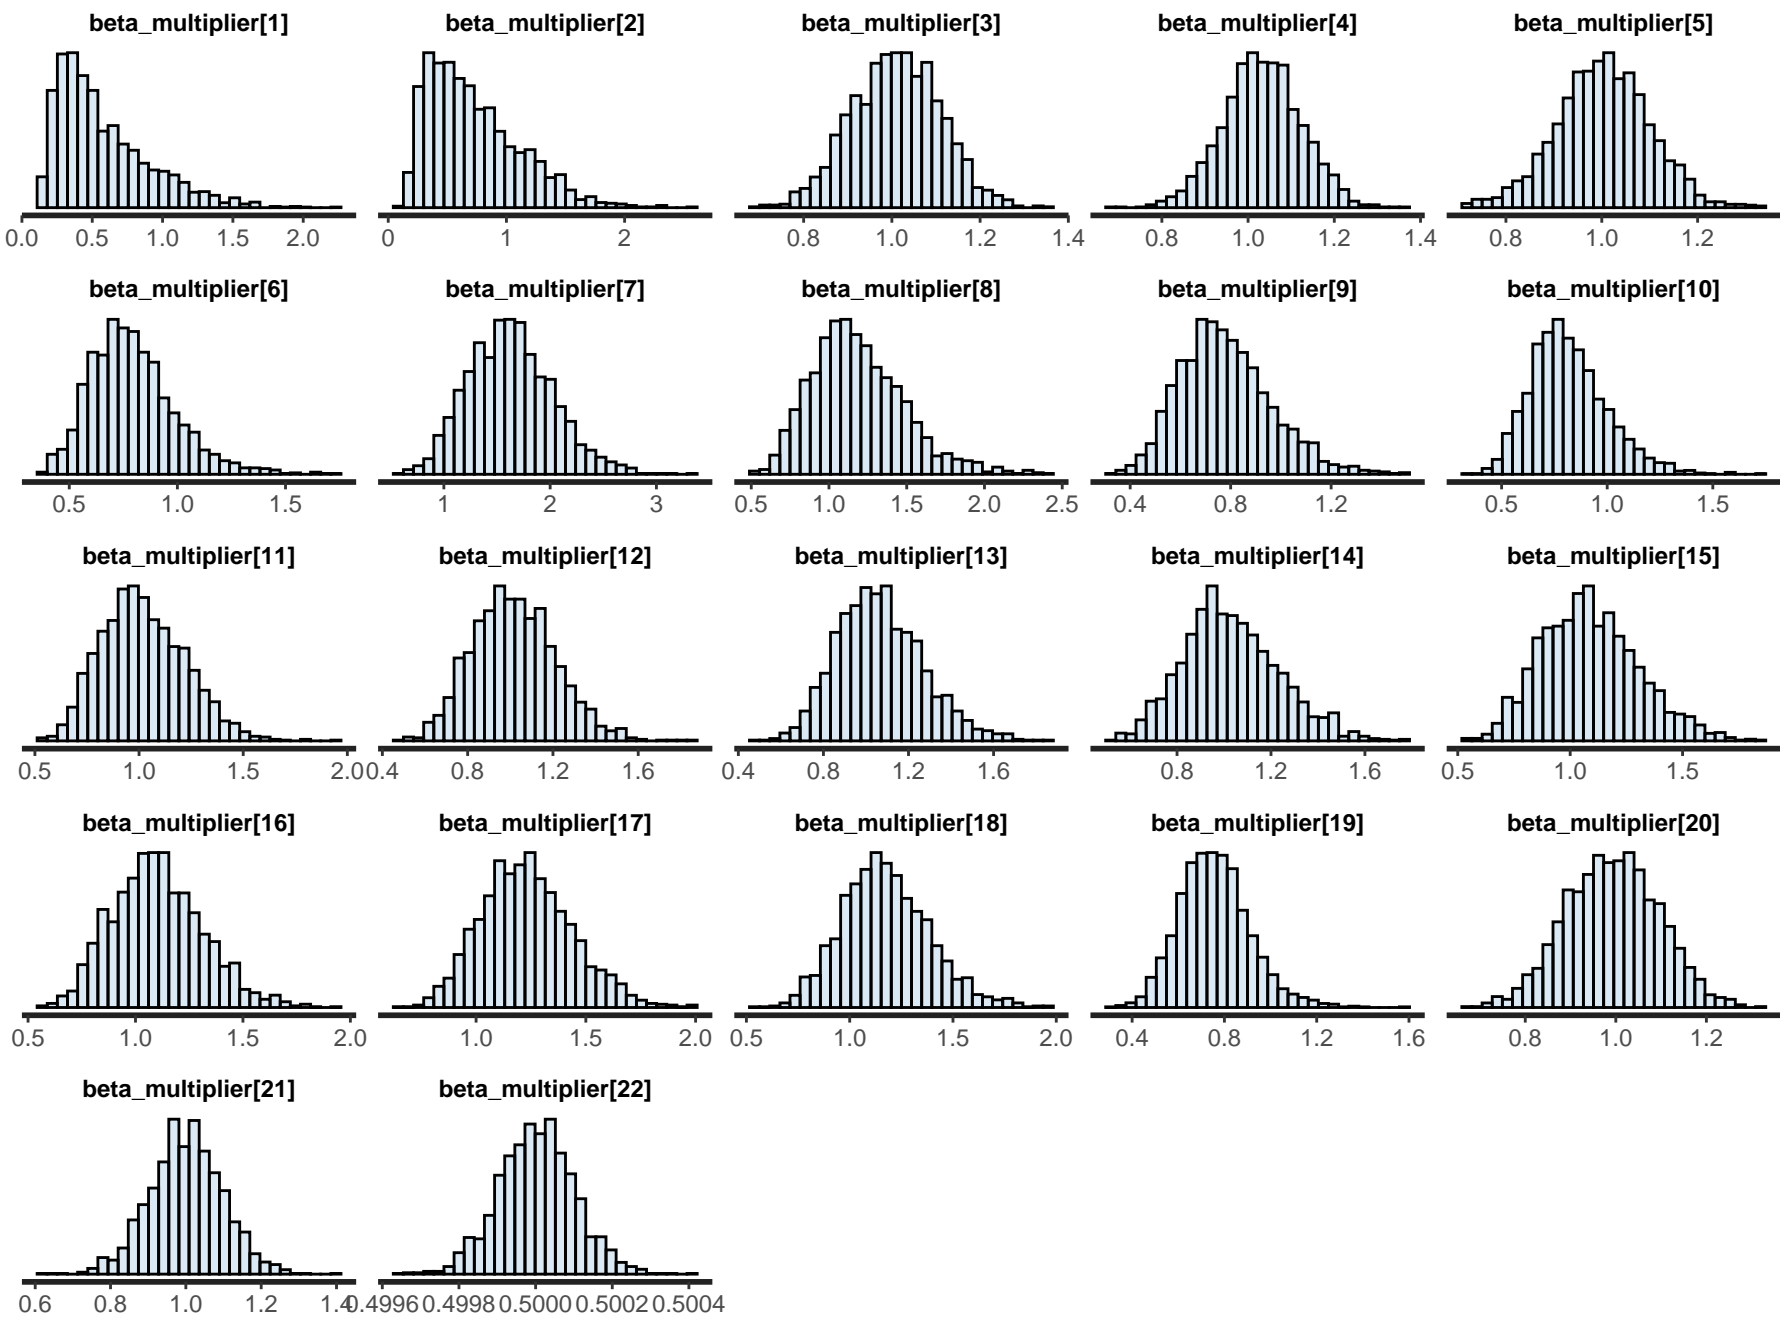 beta_multiplier[1] beta_multiplier[2] beta_multiplier[3] beta_multiplier[4] beta_multiplier[5]
0.0 0.5 1.0 1.5 2.0 0 1 2 0.8 1.0 1.2 1.4 0.8 1.0 1.2 1.4 0.8 1.0 1.2
beta_multiplier[6] beta_multiplier[7] beta_multiplier[8] beta_multiplier[9] beta_multiplier[10]
0.5 1.0 1.5 1 2 3 0.5 1.0 1.5 2.0 2.5 0.4 0.8 1.2 0.5 1.0 1.5
beta_multiplier[11] beta_multiplier[12] beta_multiplier[13] beta_multiplier[14] beta_multiplier[15]
0.5 1.0 1.5 2.0 0.4 0.8 1.2 1.6 0.4 0.8 1.2 1.6 0.8 1.2 1.6 0.5 1.0 1.5
beta_multiplier[16] beta_multiplier[17] beta_multiplier[18] beta_multiplier[19] beta_multiplier[20]
0.5 1.0 1.5 2.0 1.0 1.5 2.0 0.5 1.0 1.5 2.0 0.4 0.8 1.2 1.6 0.8 1.0 1.2
beta_multiplier[21] beta_multiplier[22]
0.6 0.8 1.0 1.2 1.4 0.4996 0.4998 0.5000 0.5002 0.5004